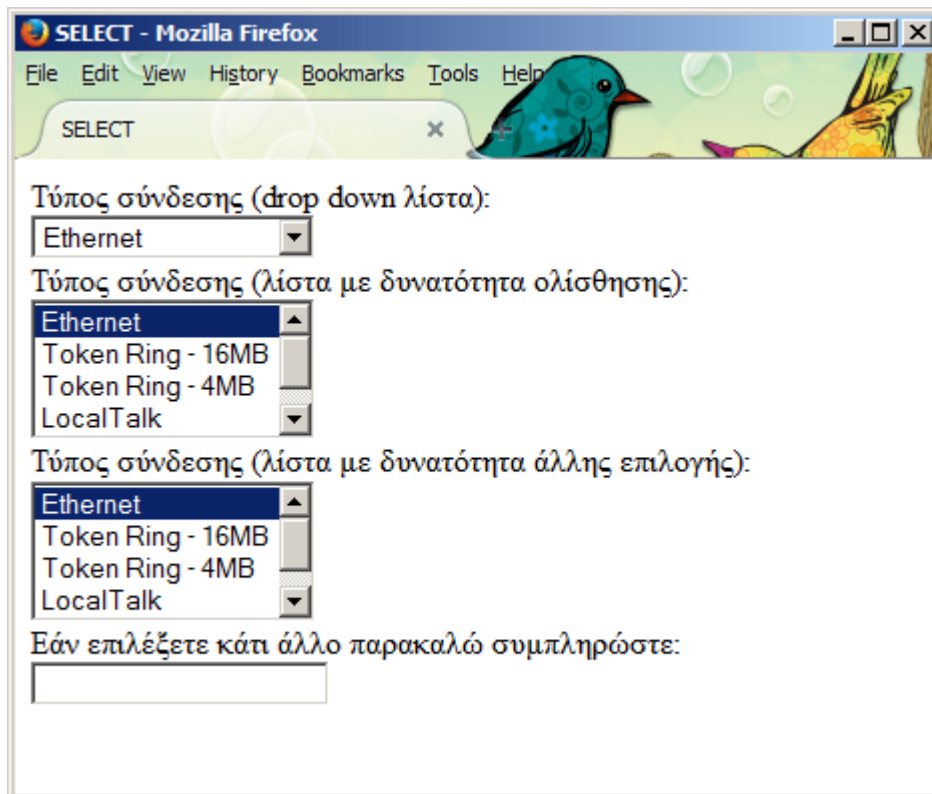 SELECT - Mozilla Firefox
File Edit View History Bookmarks Tools Help
SELECT
Τύπος σύνδεσης (drop down λίστα):
Ethernet
Τύπος σύνδεσης (λίστα με δυνατότητα ολίσθησης):
Ethernet
Token Ring - 16MB
Token Ring - 4MB
LocalTalk
Τύπος σύνδεσης (λίστα με δυνατότητα άλλης επιλογής):
Ethernet
Token Ring - 16MB
Token Ring - 4MB
LocalTalk
Εάν επιλέξετε κάτι άλλο παρακαλώ συμπληρώστε: